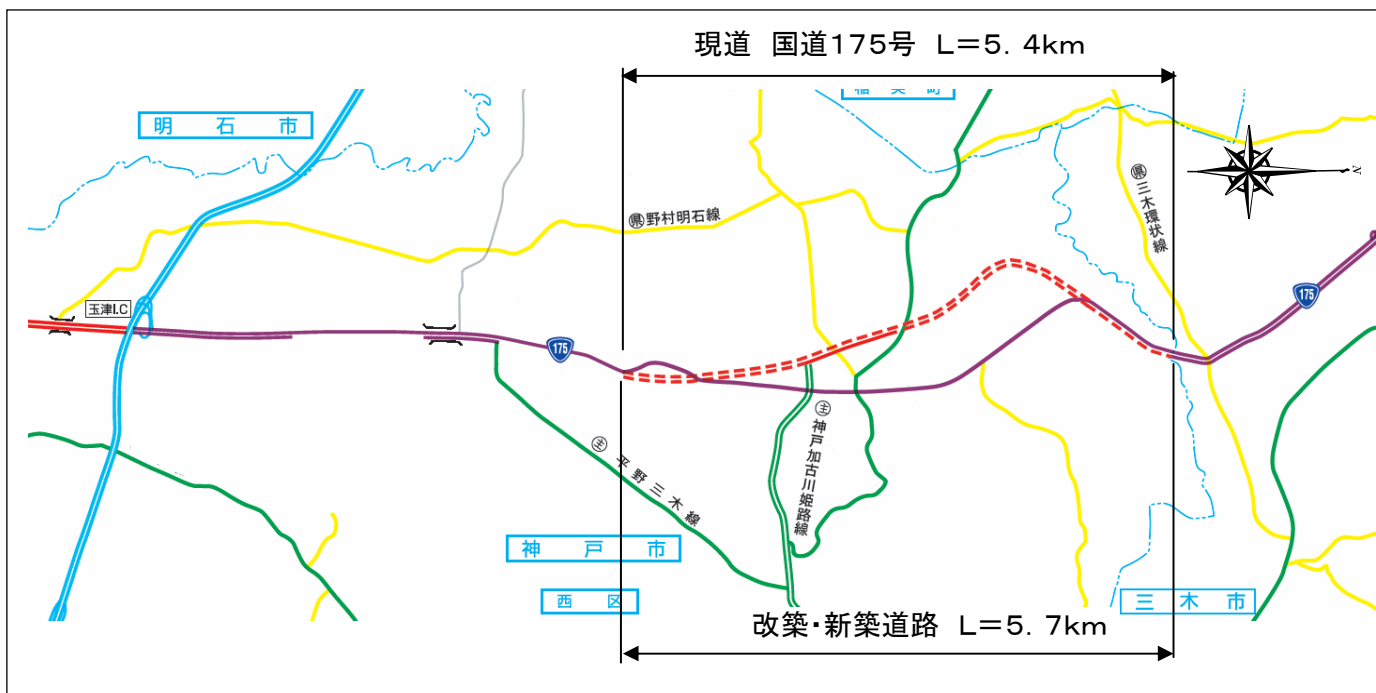 現道 国道175号 L=5.4km
稲美町
明石市
県三木環状線
N
県野村明石線
玉津I.C
175
175
主神戸加古川姫路線
主平野三木線
神戸市
西区
三木市
改築・新築道路 L=5.7km